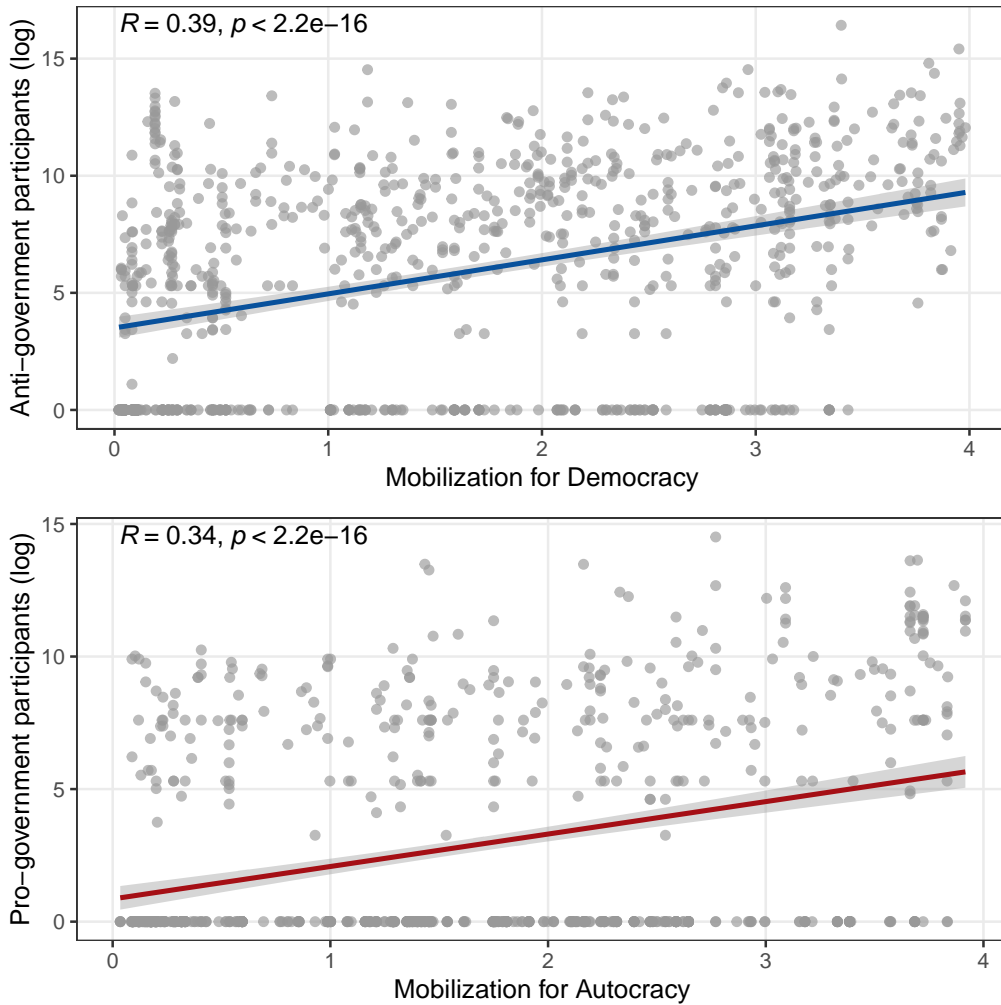 R = 0.39, p < 2.2e−16
Anti−government participants (log)
15
10
5
0
0 1 2 3 4
Mobilization for Democracy
R = 0.34, p < 2.2e−16
Pro−government participants (log)
15
10
5
0
0 1 2 3 4
Mobilization for Autocracy